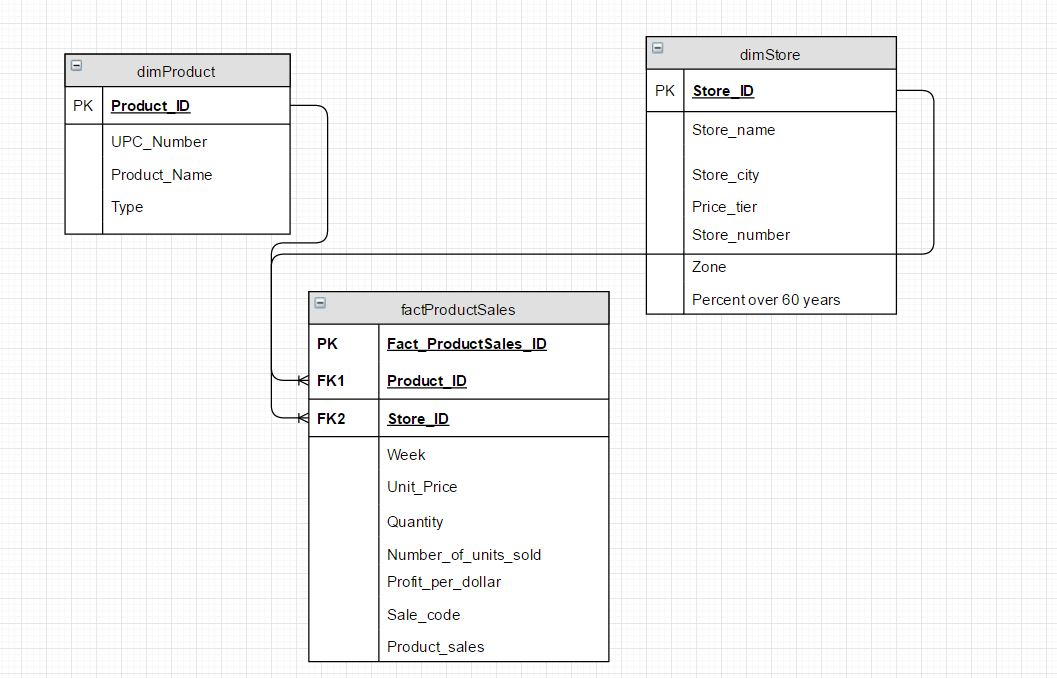 dimProduct
PK Product_ID
UPC_Number
Product_Name
Type
dimStore
PK Store_ID
Store_name
Store_city
Price_tier
Store_number
Zone
Percent over 60 years
factProductSales
PK Fact_ProductSales_ID
FK1 Product_ID
FK2 Store_ID
Week
Unit_Price
Quantity
Number_of_units_sold
Profit_per_dollar
Sale_code
Product_sales